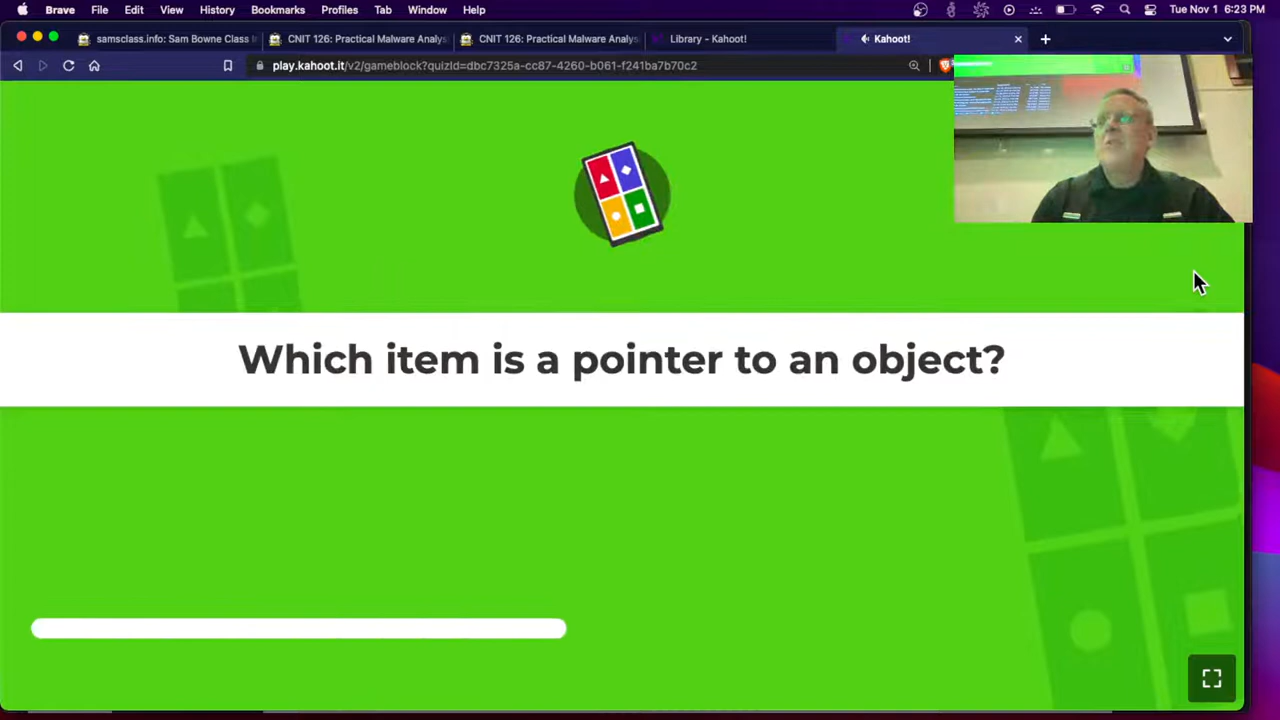 Brave File Edit View History Bookmarks Profiles Tab Window Help Tue Nov 1 6:23 PM
samsclass.info: Sam Bowne Class In CNIT 126: Practical Malware Analys CNIT 126: Practical Malware Analys Library - Kahoot! Kahoot!
play.kahoot.it/v2/gameblock?quizId=dbc7325a-cc87-4260-b061-f241ba7b70c2
Which item is a pointer to an object?